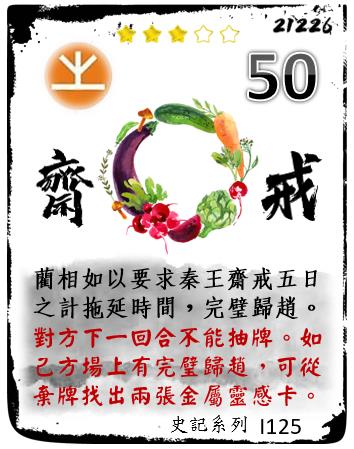 21226
50
齋 戒
藺相如以要求秦王齋戒五日
之計拖延時間，完璧歸趙。
對方下一回合不能抽牌。如
己方場上有完璧歸趙，可從
棄牌找出兩張金屬靈感卡。
史記系列 I125